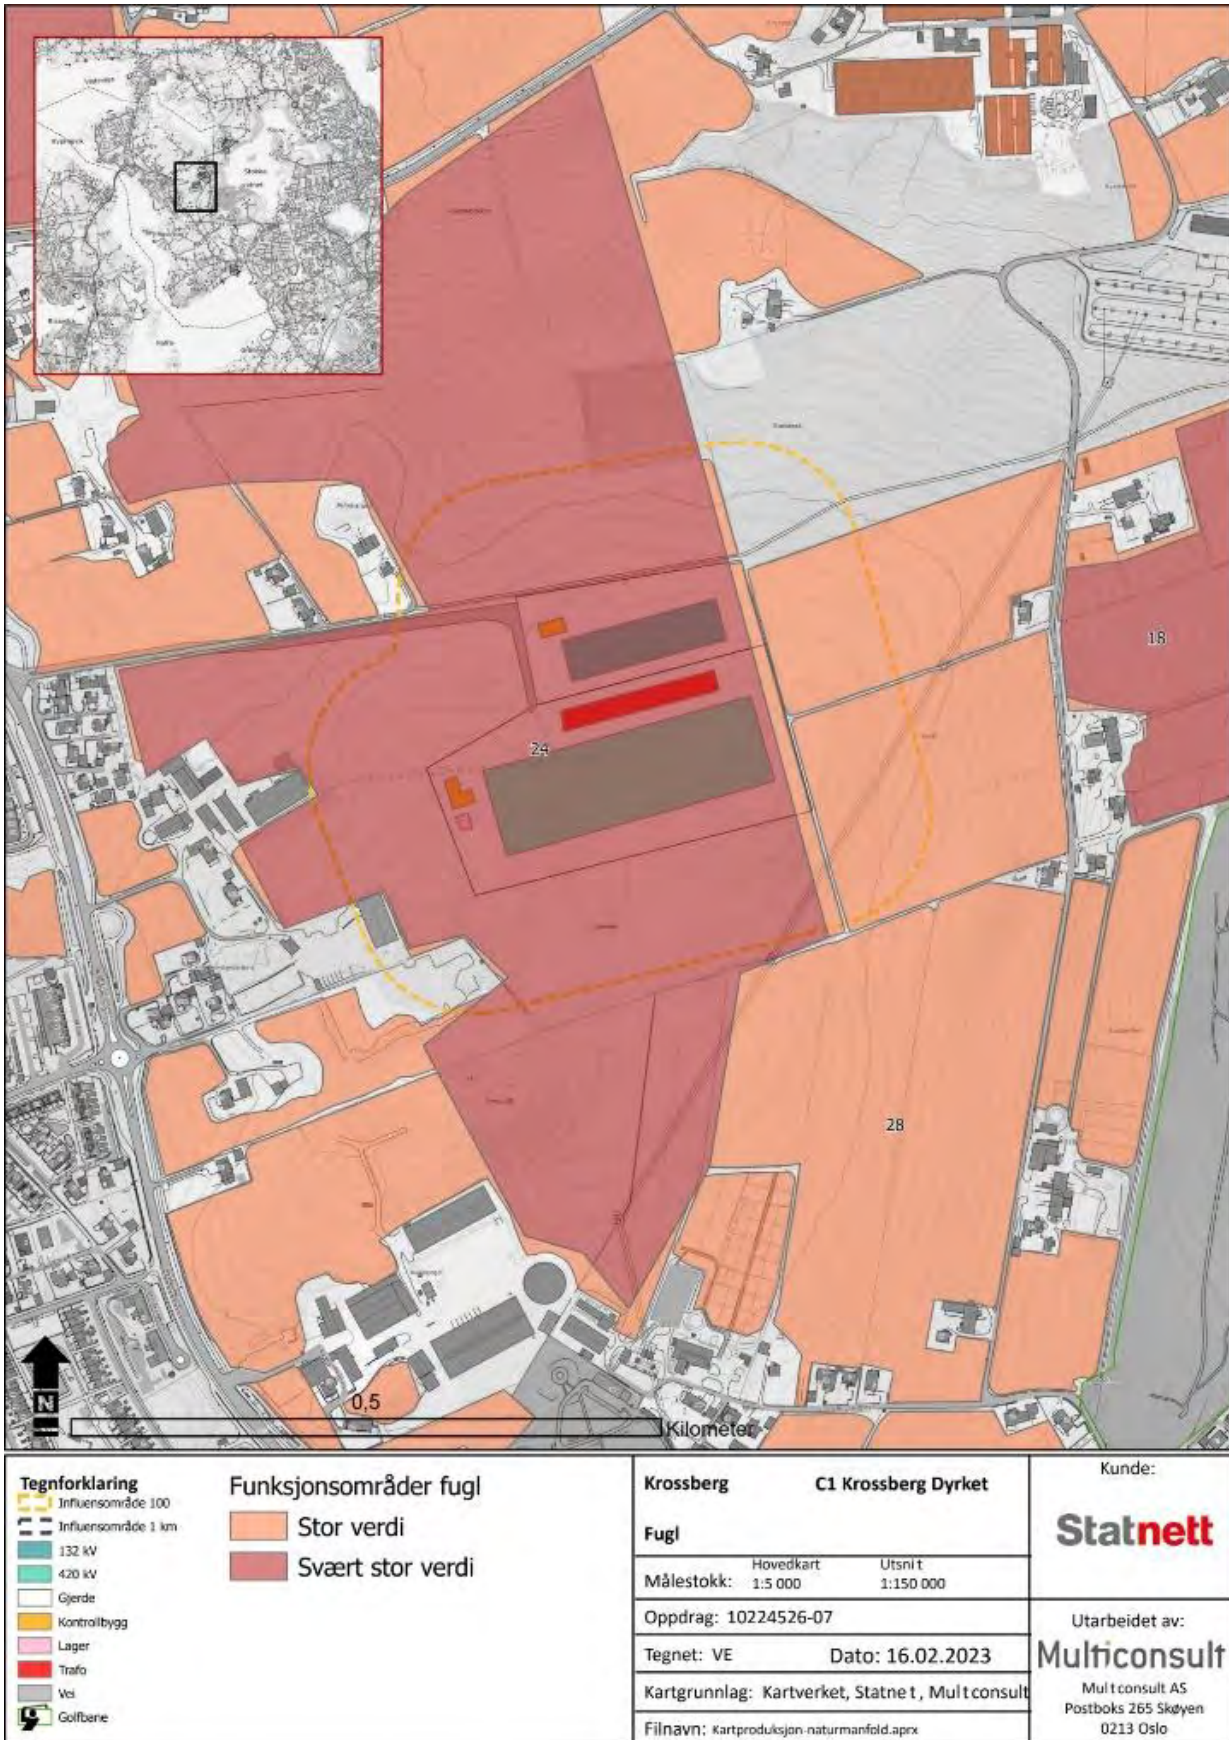 24
18
28
N
0,5
Kilometer
Tegnforklaring
Influensområde 100
Influensområde 1 km
132 kV
420 kV
Gjerde
Kontrollbygg
Lager
Trafo
Vei
Golfbane
Funksjonsområder fugl
Stor verdi
Svært stor verdi
Krossberg C1 Krossberg Dyrket
Fugl
Hovedkart Utsnit
Målestokk: 1:5 000 1:150 000
Oppdrag: 10224526-07
Tegnet: VE Dato: 16.02.2023
Kartgrunnlag: Kartverket, Statnet, Multconsult
Filnavn: Kartproduksjon-naturmanfold.aprx
Kunde:
Statnett
Utarbeidet av:
Multiconsult
Multconsult AS
Postboks 265 Skøyen
0213 Oslo